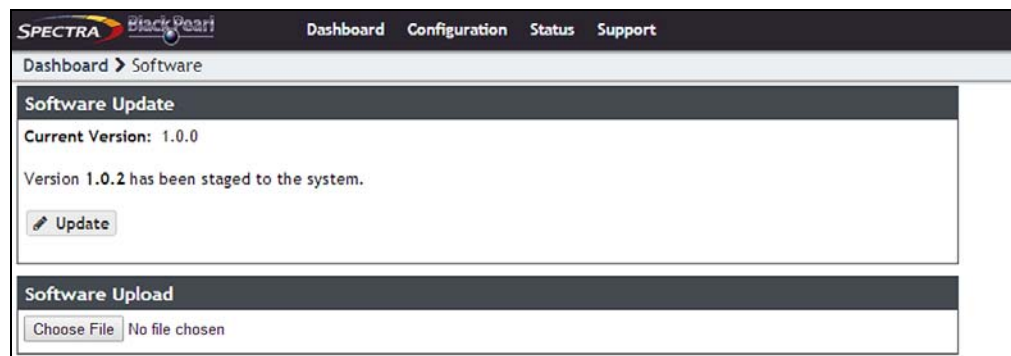 SPECTRA BlackPearl Dashboard Configuration Status Support
Dashboard > Software
Software Update
Current Version: 1.0.0
Version 1.0.2 has been staged to the system.
Update
Software Upload
Choose File No file chosen